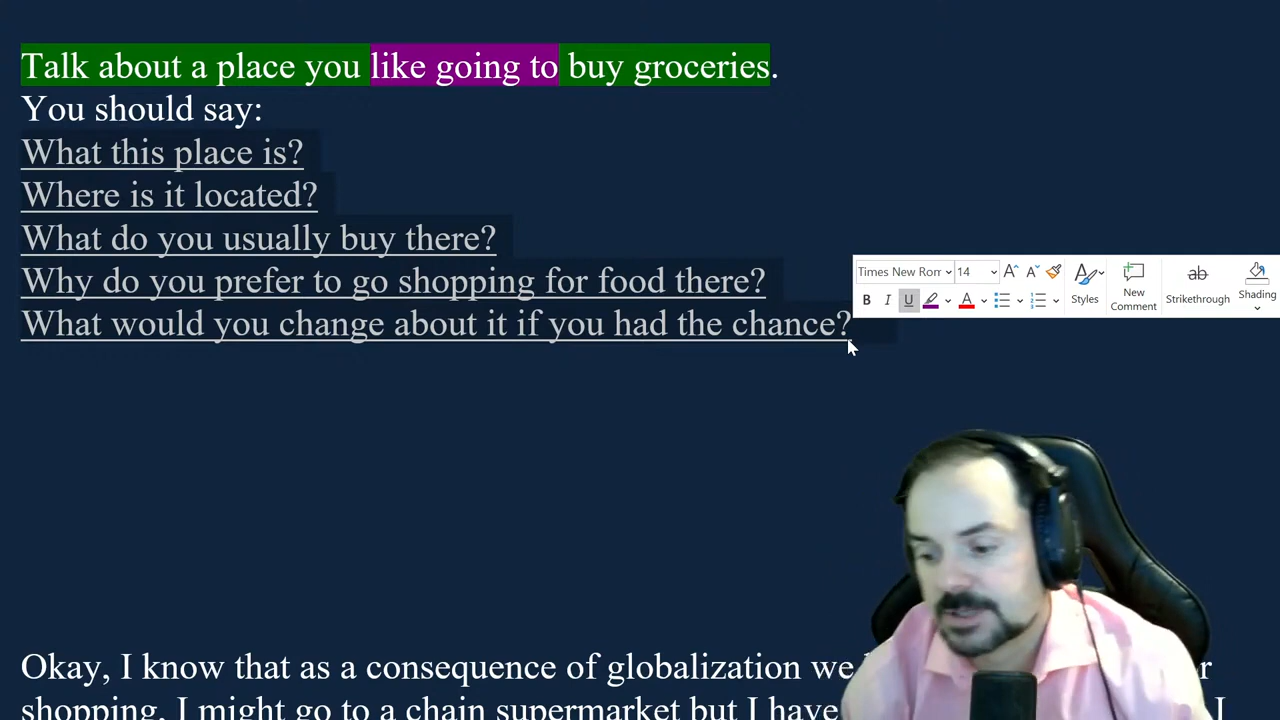 Talk about a place you like going to buy groceries.
You should say:
What this place is?
Where is it located?
What do you usually buy there?
Why do you prefer to go shopping for food there?
What would you change about it if you had the chance?
Times New Rom 14 A A A Styles New Comment ab Strikethrough Shading
B I U A
Okay, I know that as a consequence of globalization we
shopping, I might go to a chain supermarket but I have I